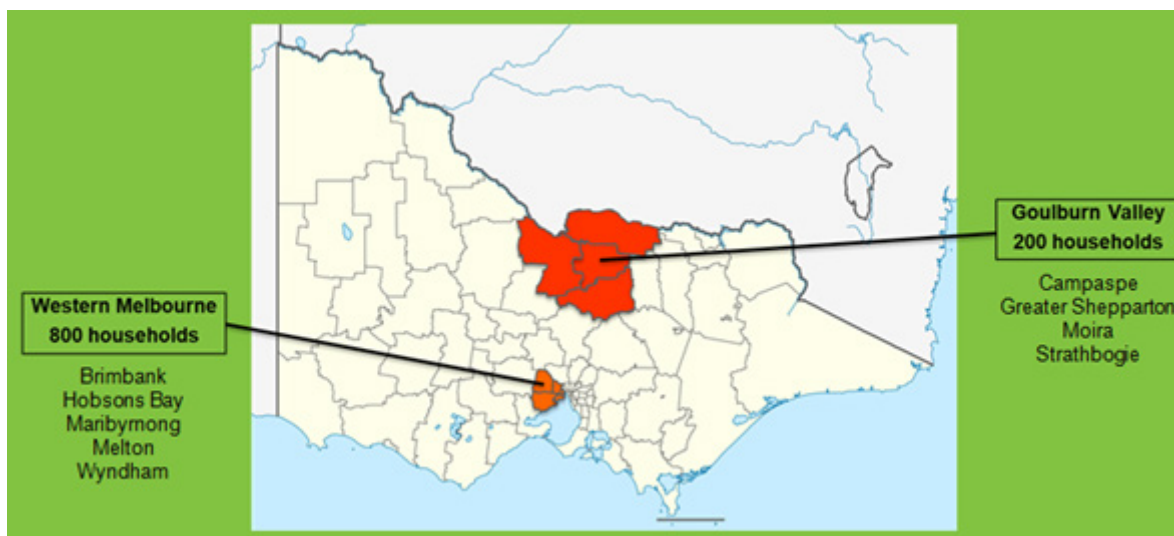 Western Melbourne
800 households
Brimbank
Hobsons Bay
Maribyrnong
Melton
Wyndham
Goulburn Valley
200 households
Campaspe
Greater Shepparton
Moira
Strathbogie